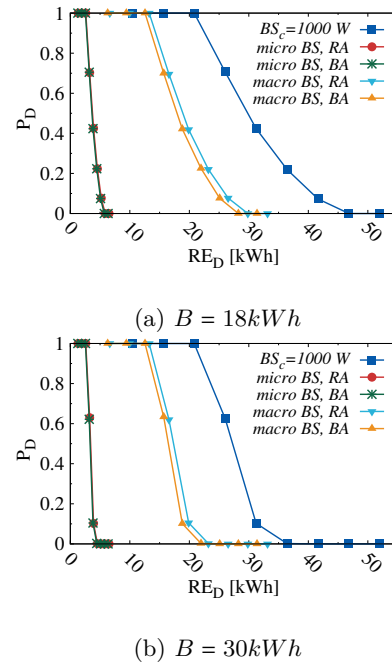 1
0.8
0.6
0.4
0.2
0
P_D
BS_c=1000 W
micro BS, RA
micro BS, BA
macro BS, RA
macro BS, BA
0 10 20 30 40 50
RE_D [kWh]
(a) B = 18kWh
1
0.8
0.6
0.4
0.2
0
P_D
BS_c=1000 W
micro BS, RA
micro BS, BA
macro BS, RA
macro BS, BA
0 10 20 30 40 50
RE_D [kWh]
(b) B = 30kWh